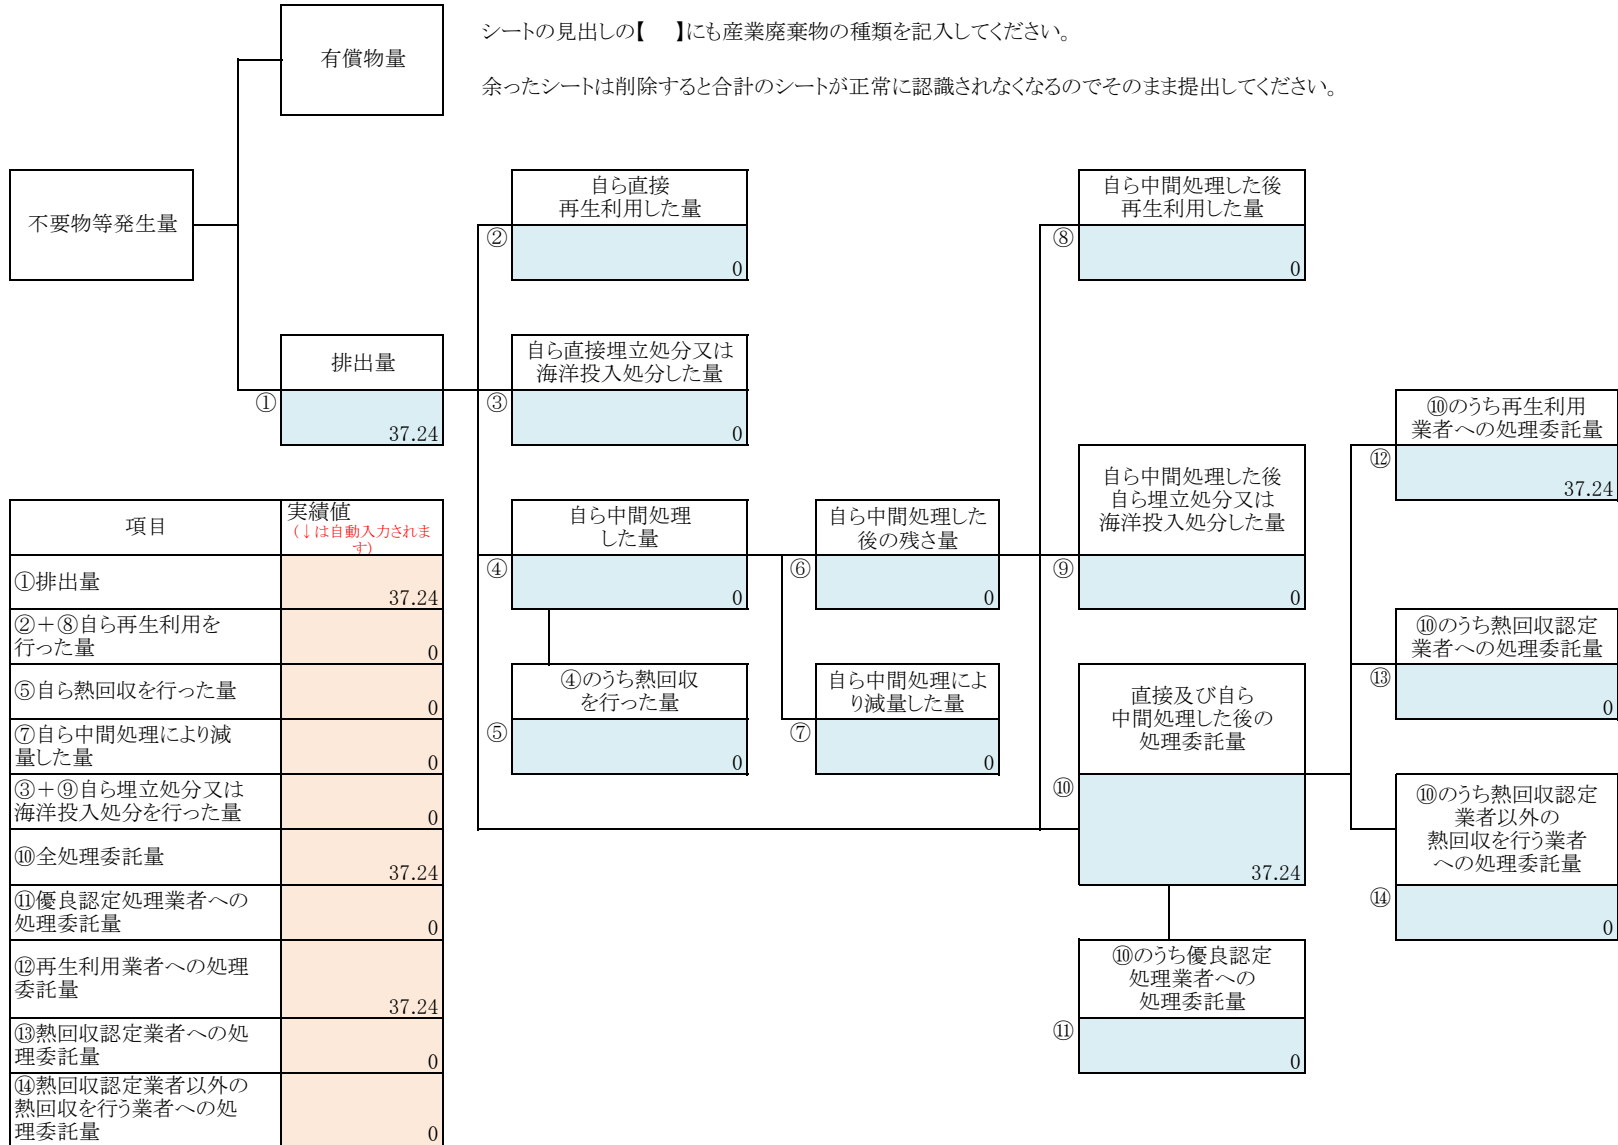 シートの見出しの【　】にも産業廃棄物の種類を記入してください。
有償物量
余ったシートは削除すると合計のシートが正常に認識されなくなるのでそのまま提出してください。
不要物等発生量
自ら直接
再生利用した量
②
0
自ら中間処理した後
再生利用した量
⑧
0
排出量
①
37.24
自ら直接埋立処分又は
海洋投入処分した量
③
0
⑩のうち再生利用
業者への処理委託量
⑫
37.24
自ら中間処理
した量
④
0
自ら中間処理した
後の残さ量
⑥
0
自ら中間処理した後
自ら埋立処分又は
海洋投入処分した量
⑨
0
⑩のうち熱回収認定
業者への処理委託量
⑬
0
④のうち熱回収
を行った量
⑤
0
自ら中間処理によ
り減量した量
⑦
0
直接及び自ら
中間処理した後の
処理委託量
⑩
37.24
⑩のうち熱回収認定
業者以外の
熱回収を行う業者
への処理委託量
⑭
0
⑩のうち優良認定
処理業者への
処理委託量
⑪
0
項目
実績値
(↓は自動入力されま
す)
①排出量
37.24
②+⑧自ら再生利用を
行った量
0
⑤自ら熱回収を行った量
0
⑦自ら中間処理により減
量した量
0
③+⑨自ら埋立処分又は
海洋投入処分を行った量
0
⑩全処理委託量
37.24
⑪優良認定処理業者への
処理委託量
0
⑫再生利用業者への処理
委託量
37.24
⑬熱回収認定業者への処
理委託量
0
⑭熱回収認定業者以外の
熱回収を行う業者への処
理委託量
0